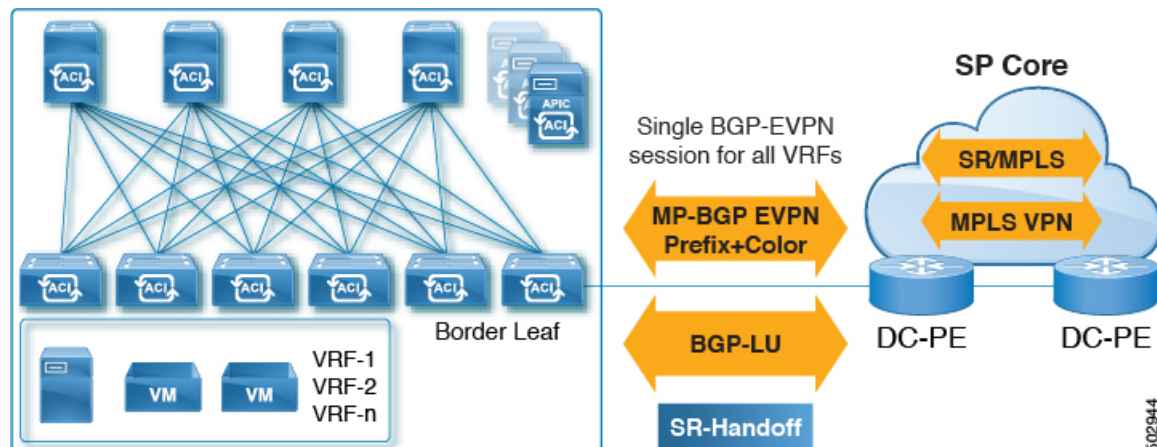 ACI
ACI
ACI
ACI
APIC
ACI
ACI
ACI
ACI
ACI
ACI
ACI
Border Leaf
VM
VM
VRF-1
VRF-2
VRF-n
Single BGP-EVPN
session for all VRFs
MP-BGP EVPN
Prefix+Color
BGP-LU
SR-Handoff
SP Core
SR/MPLS
MPLS VPN
DC-PE
DC-PE